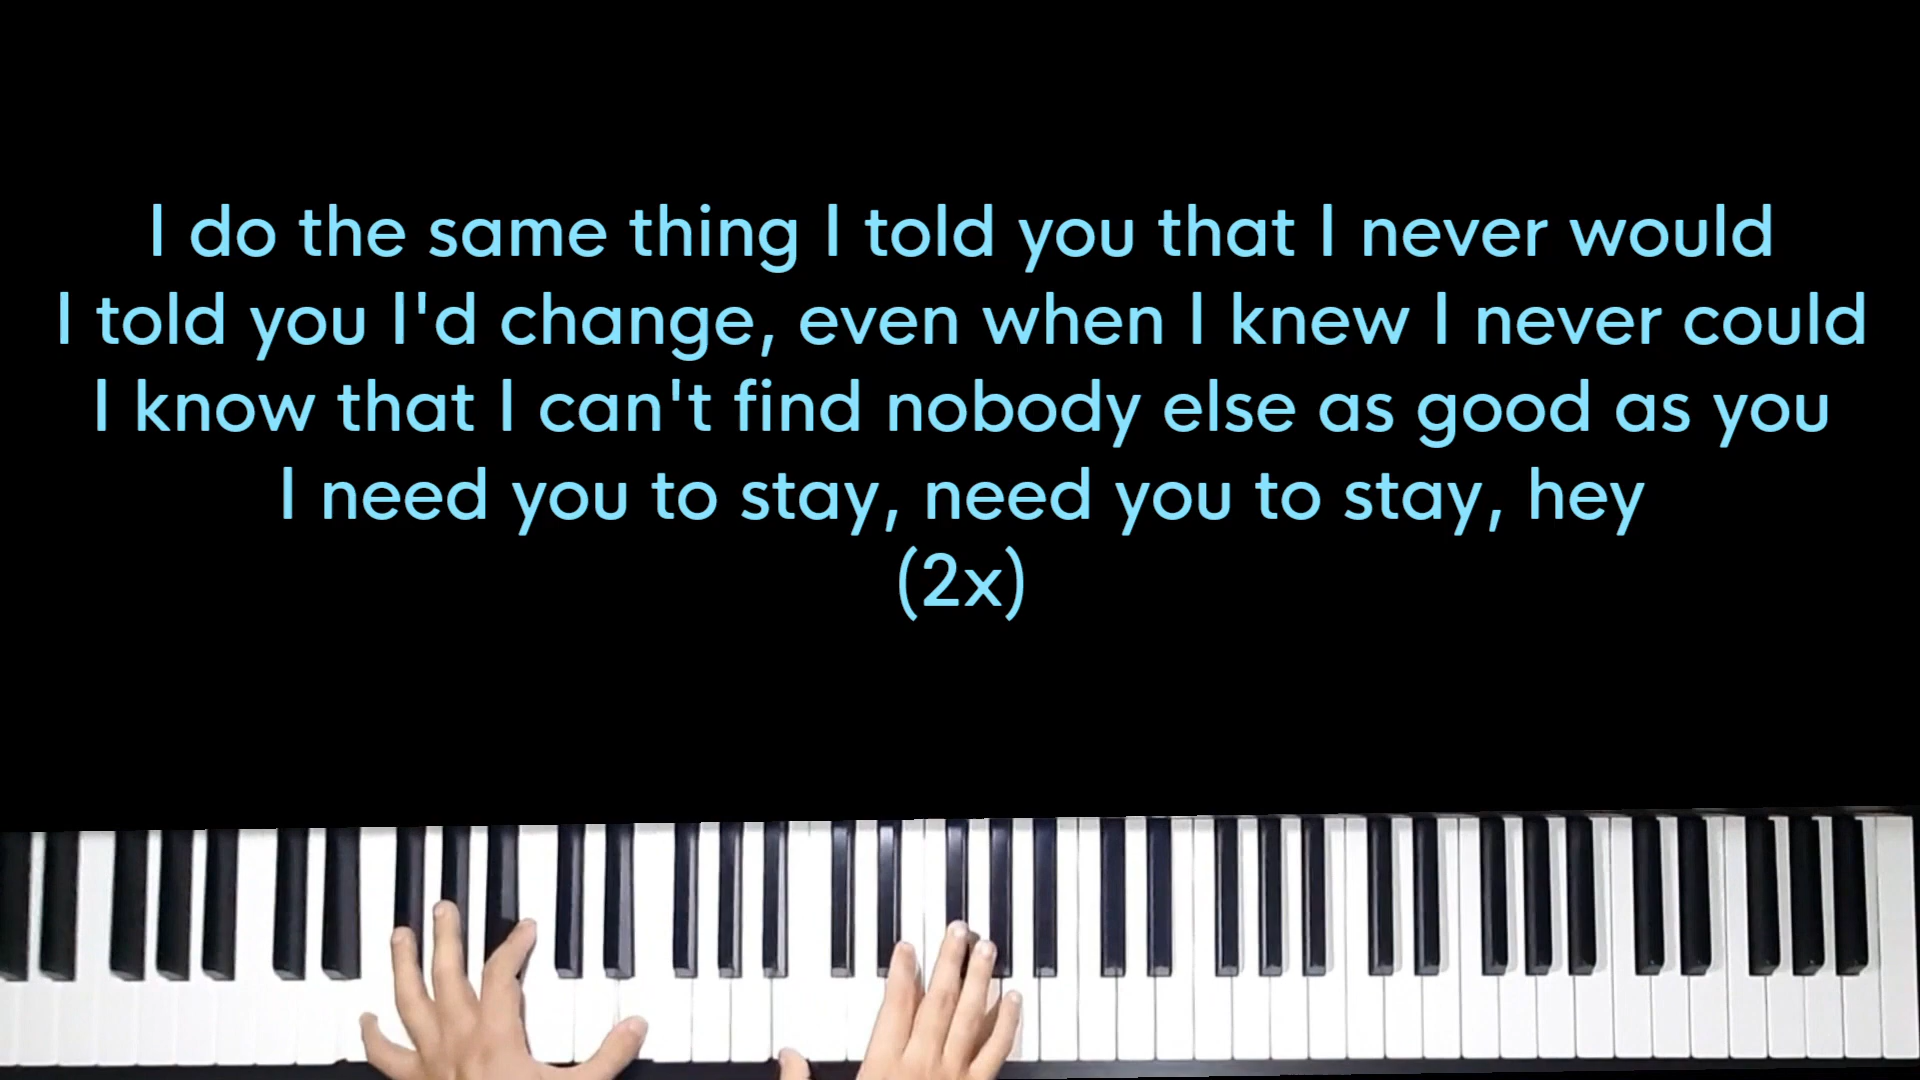 I do the same thing I told you that I never would
I told you I'd change, even when I knew I never could
I know that I can't find nobody else as good as you
I need you to stay, need you to stay, hey
(2x)